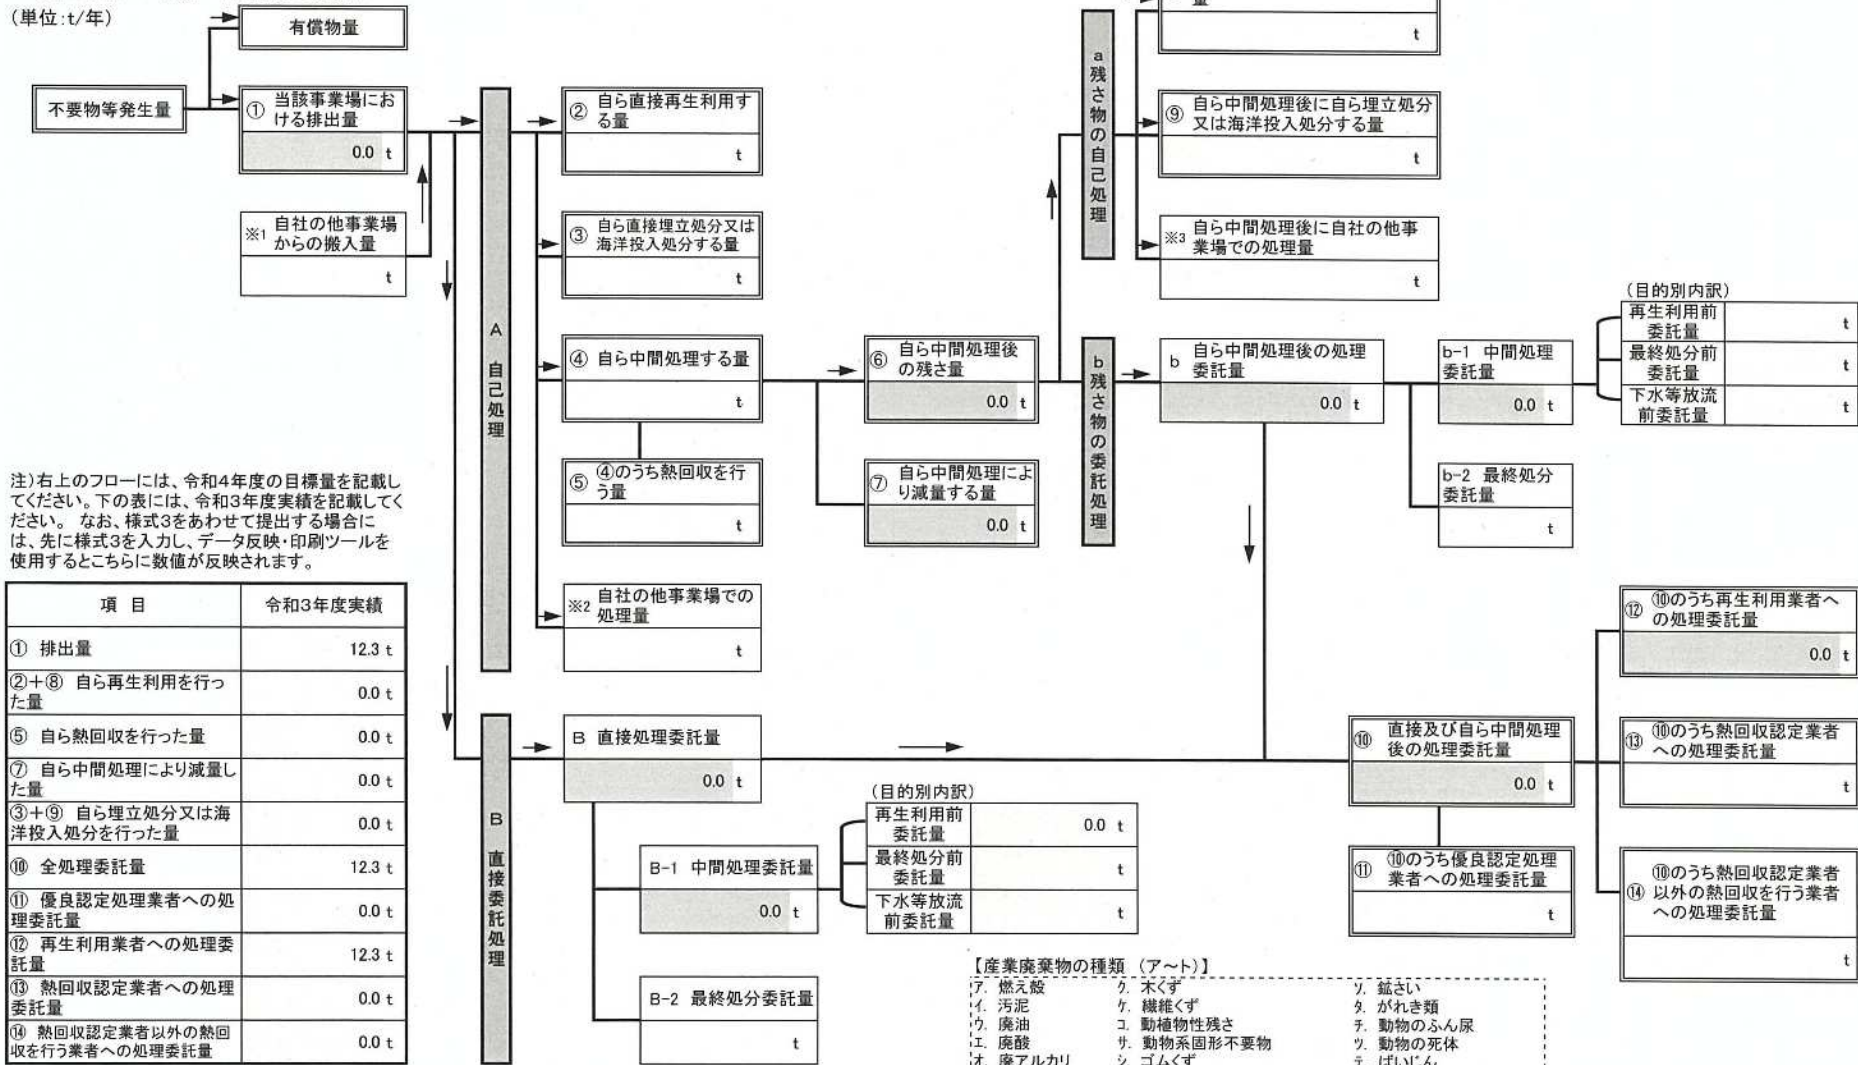 (単位:t/年)
有償物量
不要物等発生量
① 当該事業場にお
ける排出量
0.0 t
※1 自社の他事業場
からの搬入量
t
A 自己処理
② 自ら直接再生利用す
る量
t
③ 自ら直接埋立処分又は
海洋投入処分する量
t
④ 自ら中間処理する量
t
⑤ ④のうち熱回収を行
う量
t
※2 自社の他事業場での
処理量
t
⑥ 自ら中間処理後
の残さ量
0.0 t
⑦ 自ら中間処理によ
り減量する量
0.0 t
a 残さ物の自己処理
量
t
⑨ 自ら中間処理後に自ら埋立処分
又は海洋投入処分する量
t
※3 自ら中間処理後に自社の他事
業場での処理量
t
b 残さ物の委託処理
b 自ら中間処理後の処理
委託量
0.0 t
b-1 中間処理
委託量
0.0 t
b-2 最終処分
委託量
t
(目的別内訳)
再生利用前
委託量
t
最終処分前
委託量
t
下水等放流
前委託量
t
注)右上のフローには、令和4年度の目標量を記載し
てください。下の表には、令和3年度実績を記載してく
ださい。 なお、様式3をあわせて提出する場合に
は、先に様式3を入力し、データ反映・印刷ツールを
使用するとこちらに数値が反映されます。
項 目 令和3年度実績
① 排出量 12.3 t
②+⑧ 自ら再生利用を行っ
た量 0.0 t
⑤ 自ら熱回収を行った量 0.0 t
⑦ 自ら中間処理により減量し
た量 0.0 t
③+⑨ 自ら埋立処分又は海
洋投入処分を行った量 0.0 t
⑩ 全処理委託量 12.3 t
⑪ 優良認定処理業者への処
理委託量 0.0 t
⑫ 再生利用業者への処理委
託量 12.3 t
⑬ 熱回収認定業者への処理
委託量 0.0 t
⑭ 熱回収認定業者以外の熱回
収を行う業者への処理委託量 0.0 t
B 直接委託処理
B 直接処理委託量
0.0 t
B-1 中間処理委託量
0.0 t
B-2 最終処分委託量
t
(目的別内訳)
再生利用前
委託量
0.0 t
最終処分前
委託量
t
下水等放流
前委託量
t
⑩ 直接及び自ら中間処理
後の処理委託量
0.0 t
⑪ ⑩のうち優良認定処理
業者への処理委託量
t
⑫ ⑩のうち再生利用業者へ
の処理委託量
0.0 t
⑬ ⑩のうち熱回収認定業者
への処理委託量
t
⑭ ⑩のうち熱回収認定業者
以外の熱回収を行う業者
への処理委託量
t
【産業廃棄物の種類 (ア~ト)】
ア. 燃え殻 ク. 木くず ソ. 鉱さい
イ. 汚泥 ケ. 繊維くず タ. がれき類
ウ. 廃油 コ. 動植物性残さ チ. 動物のふん尿
エ. 廃酸 サ. 動物系固形不要物 ツ. 動物の死体
オ. 廃アルカリ シ. ゴムくず テ. ばいじん